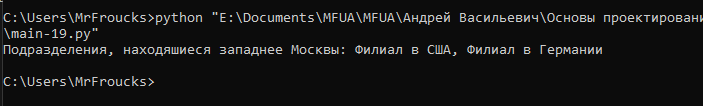 C:\Users\MrFroucks>python "E:\Documents\MFUA\MFUA\Андрей Васильевич\Основы проектировани
\main-19.py"
Подразделения, находяшиеся западнее Москвы: Филиал в США, Филиал в Германии
C:\Users\MrFroucks>